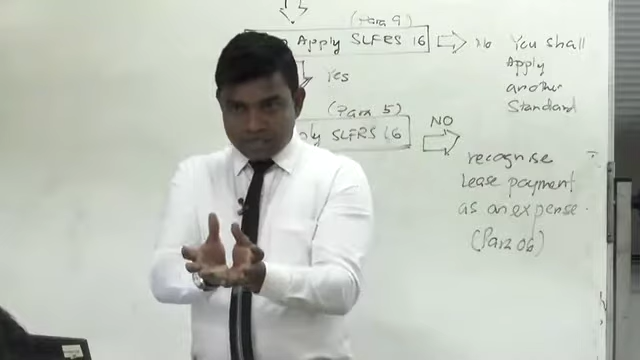 (Para 9)
Apply SLFRS 16
No You shall
Apply
another
Standard
Yes
(Para 5)
ply SLFRS 16
NO
recognise
Lease payment
as an expense.
(Para 06)